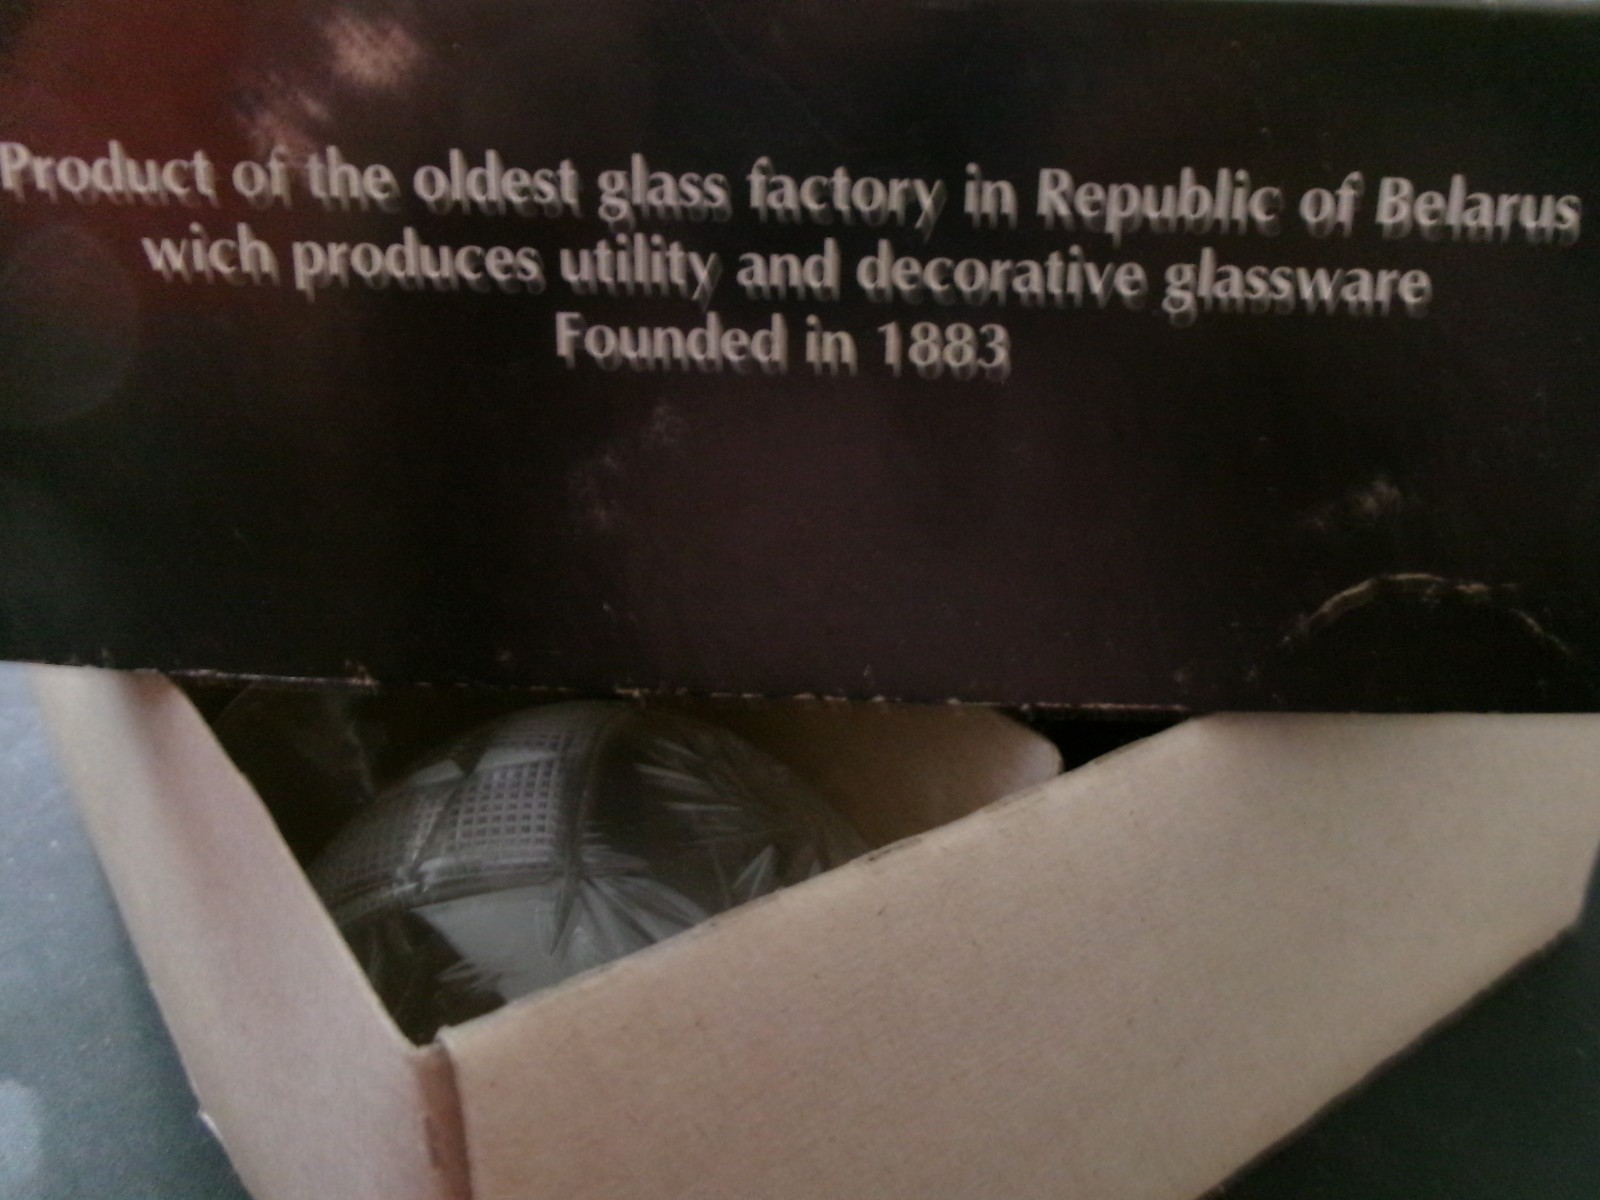 Product of the oldest glass factory in Republic of Belarus
wich produces utility and decorative glassware
Founded in 1883